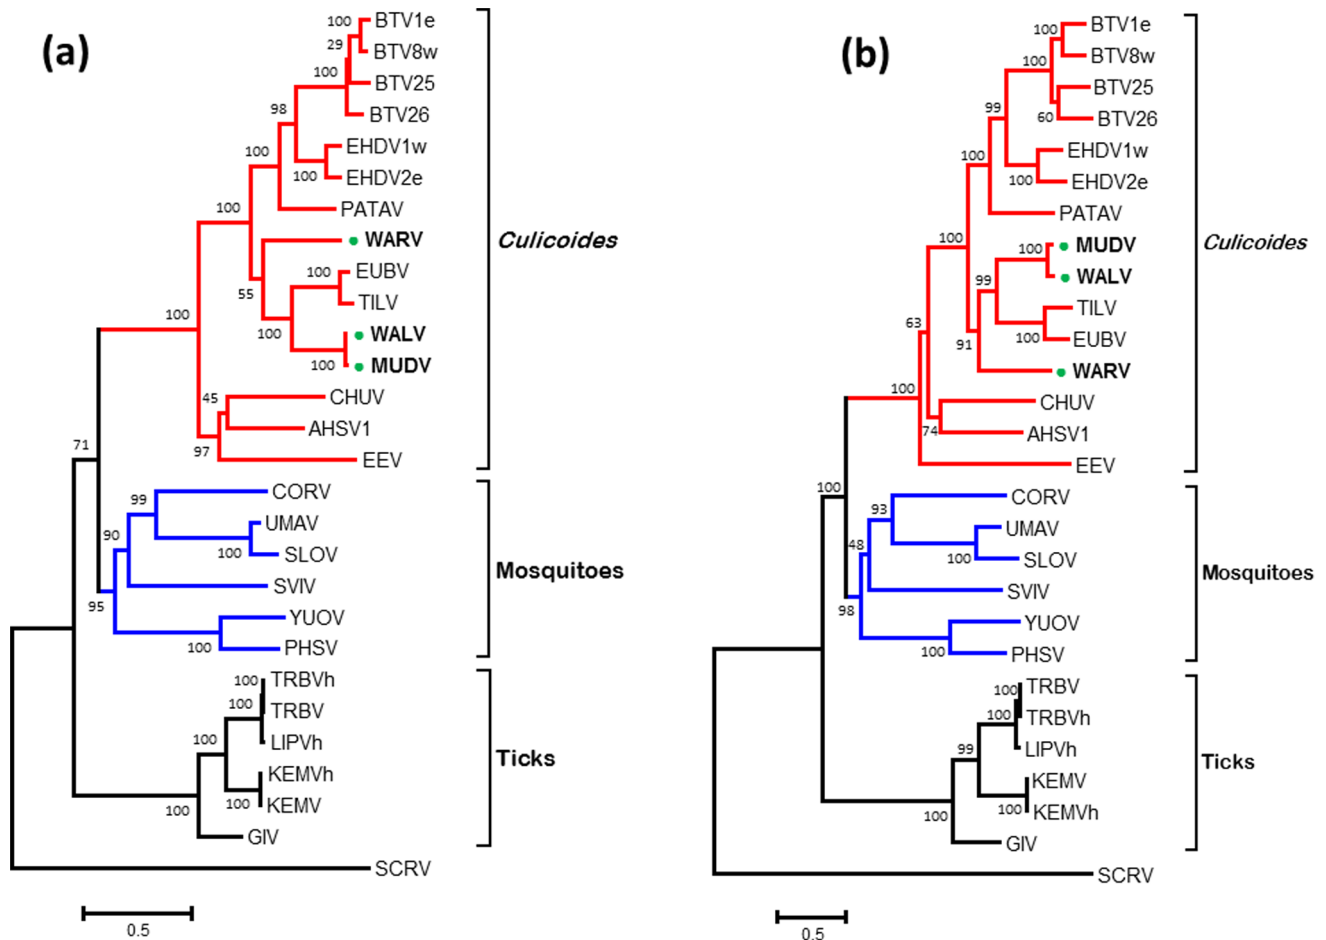 (a)
100
BTV1e
29
BTV8w
100
BTV25
98
BTV26
100
EHDV1w
100
EHDV2e
100
PATAV
WARV
Culicoides
100
EUBV
55
TILV
100
100
WALV
100
MUDV
45
CHUV
AHSV1
71
97
EEV
99
CORV
90
UMAV
100
SLOV
Mosquitoes
SVIV
95
YUOV
100
PHSV
100
TRBVh
100
TRBV
100
LIPVh
Ticks
KEMVh
100
100
KEMV
GIV
SCRV
0.5
(b)
100
BTV1e
BTV8w
100
BTV25
99
60
BTV26
100
EHDV1w
100
EHDV2e
PATAV
100
100
MUDV
Culicoides
99
WALV
63
TILV
91
100
EUBV
WARV
100
CHUV
74
AHSV1
EEV
100
93
CORV
48
UMAV
100
SLOV
Mosquitoes
98
SVIV
YUOV
100
PHSV
100
TRBV
100
TRBVh
99
LIPVh
Ticks
KEMV
100
100
KEMVh
GIV
SCRV
0.5